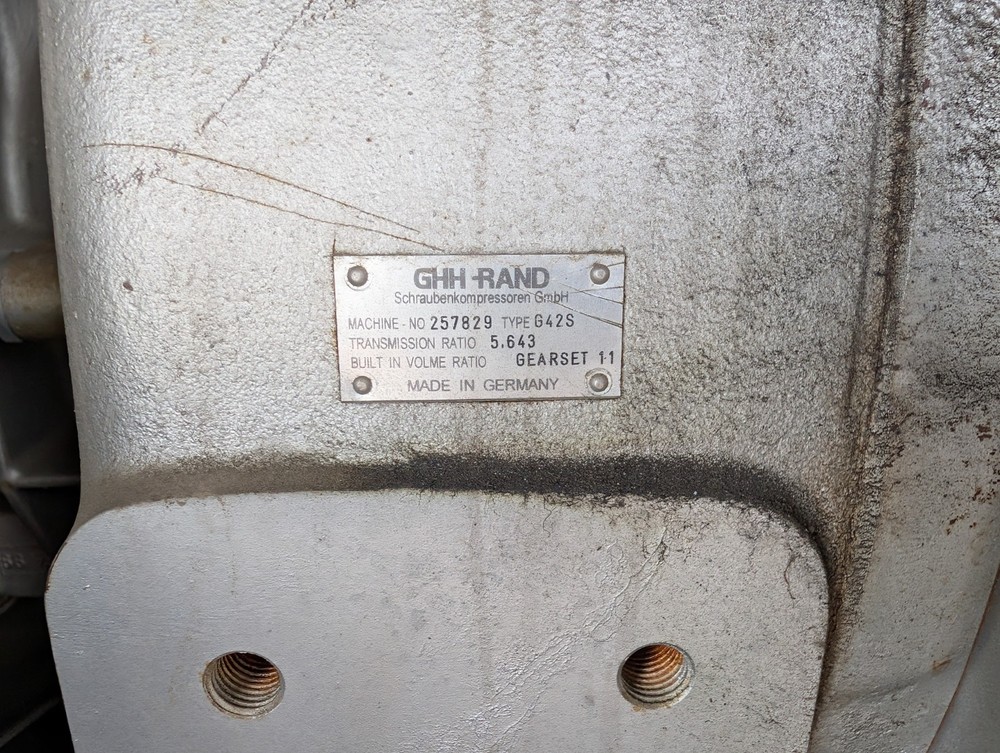 GHH-RAND
Schraubenkompressoren GmbH
MACHINE-NO 257829 TYPE G42S
TRANSMISSION RATIO 5.643
BUILT IN VOLME RATIO GEARSET 11
MADE IN GERMANY